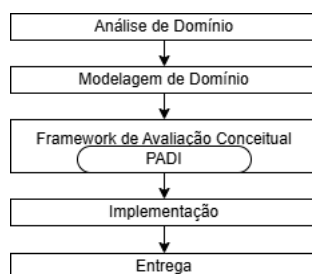 Análise de Domínio
Modelagem de Domínio
Framework de Avaliação Conceitual
PADI
Implementação
Entrega